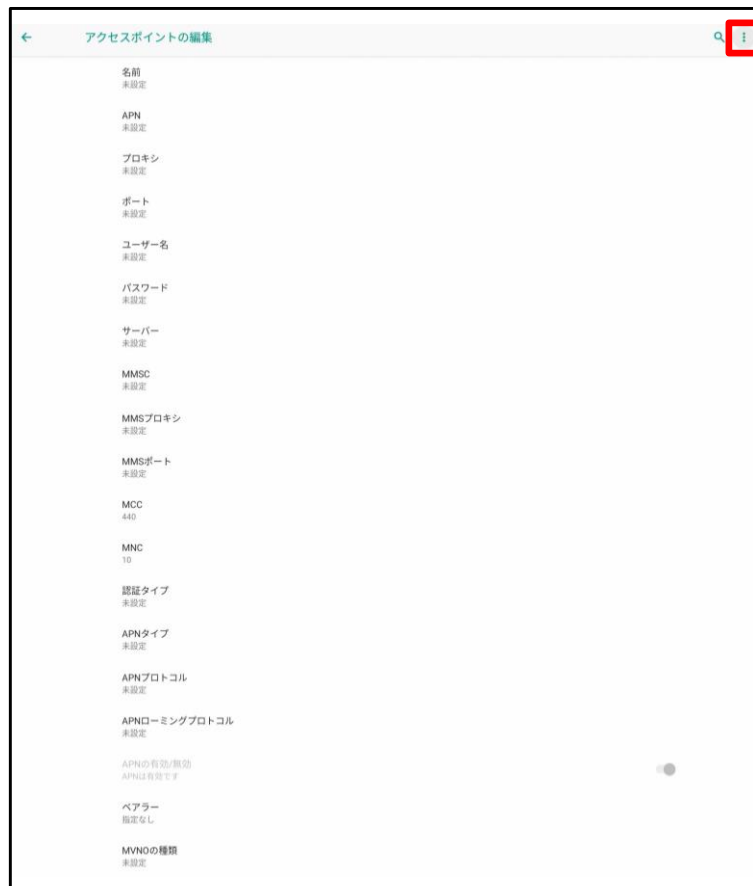 アクセスポイントの編集
名前
未設定
APN
未設定
プロキシ
未設定
ポート
未設定
ユーザー名
未設定
パスワード
未設定
サーバー
未設定
MMSC
未設定
MMSプロキシ
未設定
MMSポート
未設定
MCC
440
MNC
10
認証タイプ
未設定
APNタイプ
未設定
APNプロトコル
未設定
APNローミングプロトコル
未設定
APNの有効/無効
APNは有効です
ベアラー
指定なし
MVNOの種類
未設定